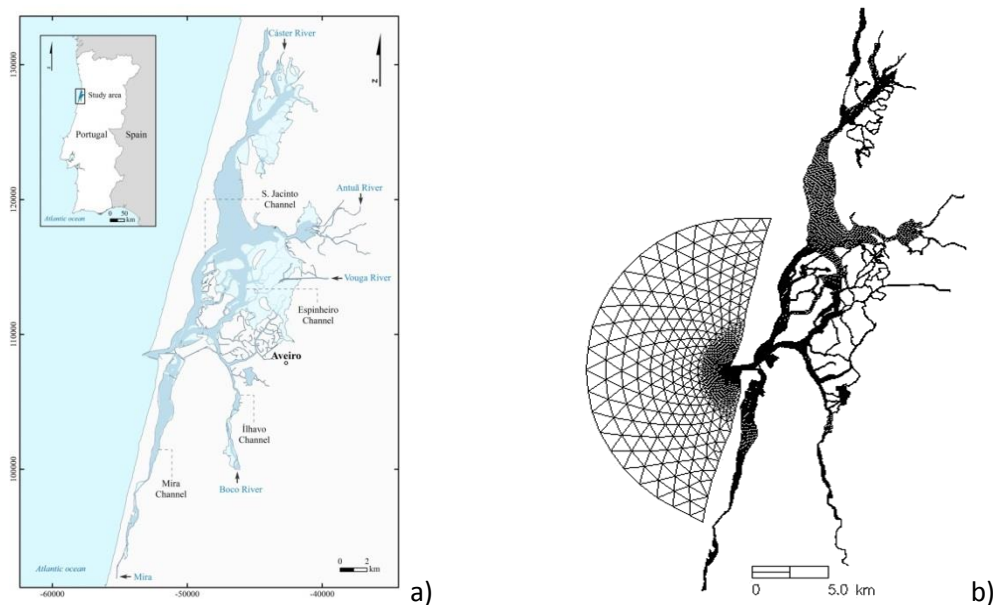 Cáster River
N
N
Study area
Portugal
Spain
Atlantic ocean
0 50
km
S. Jacinto
Channel
Antuã River
Vouga River
Espinheiro
Channel
Aveiro
Ílhavo
Channel
Mira
Channel
Boco River
Atlantic ocean
Mira
0 2
km
130000
120000
110000
100000
-60000
-50000
-40000
a)
0 5.0 km
b)